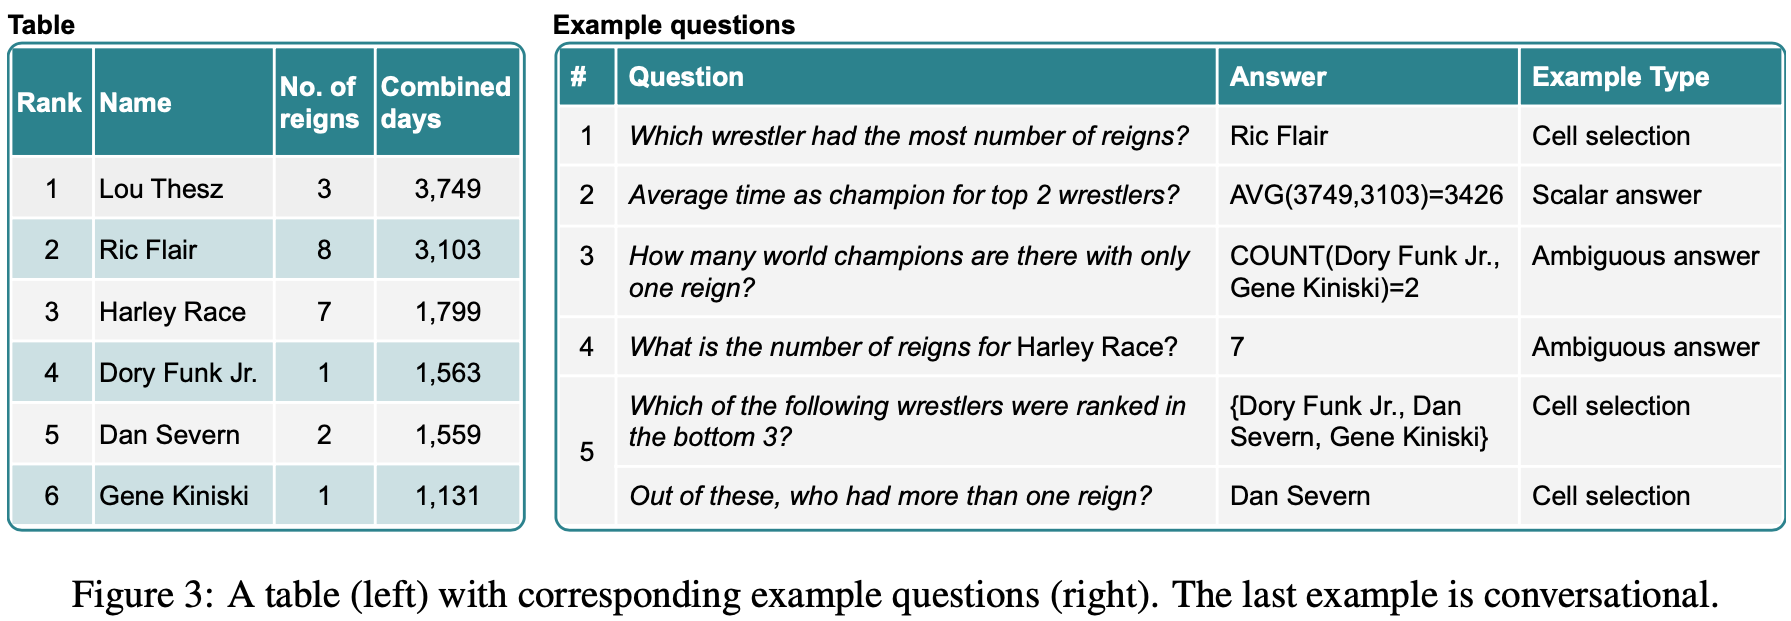 Table
Rank Name No. of reigns Combined days
1 Lou Thesz 3 3,749
2 Ric Flair 8 3,103
3 Harley Race 7 1,799
4 Dory Funk Jr. 1 1,563
5 Dan Severn 2 1,559
6 Gene Kiniski 1 1,131
Example questions
# Question Answer Example Type
1 Which wrestler had the most number of reigns? Ric Flair Cell selection
2 Average time as champion for top 2 wrestlers? AVG(3749,3103)=3426 Scalar answer
3 How many world champions are there with only one reign? COUNT(Dory Funk Jr., Gene Kiniski)=2 Ambiguous answer
4 What is the number of reigns for Harley Race? 7 Ambiguous answer
5 Which of the following wrestlers were ranked in the bottom 3? {Dory Funk Jr., Dan Severn, Gene Kiniski} Cell selection
Out of these, who had more than one reign? Dan Severn Cell selection
Figure 3: A table (left) with corresponding example questions (right). The last example is conversational.